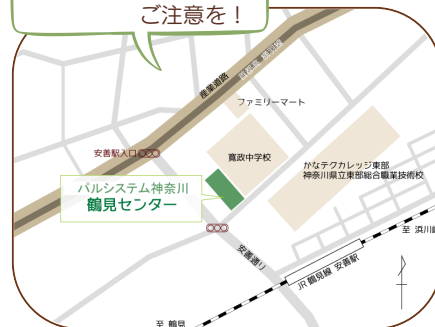 ご注意を！
産業道路
首都高 横羽線
ファミリーマート
安善駅入口
寛政中学校
かなテクカレッジ東部
神奈川県立東部総合職業技術校
パルシステム神奈川
鶴見センター
安善通り
至 浜川崎
JR 鶴見線 安善駅
至 鶴見